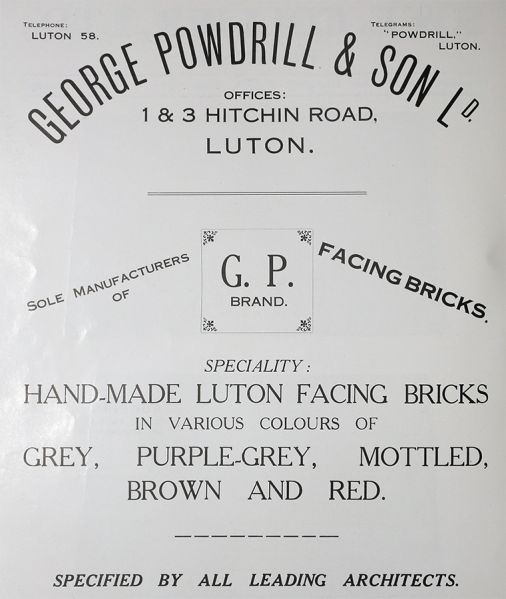 TELEPHONE:
LUTON 58.
TELEGRAMS:
"POWDRILL,"
LUTON.
GEORGE POWDRILL & SON LD.
OFFICES:
1 & 3 HITCHIN ROAD,
LUTON.
SOLE MANUFACTURERS
OF
G. P.
BRAND.
FACING BRICKS.
SPECIALITY:
HAND-MADE LUTON FACING BRICKS
IN VARIOUS COLOURS OF
GREY, PURPLE-GREY, MOTTLED,
BROWN AND RED.
SPECIFIED BY ALL LEADING ARCHITECTS.